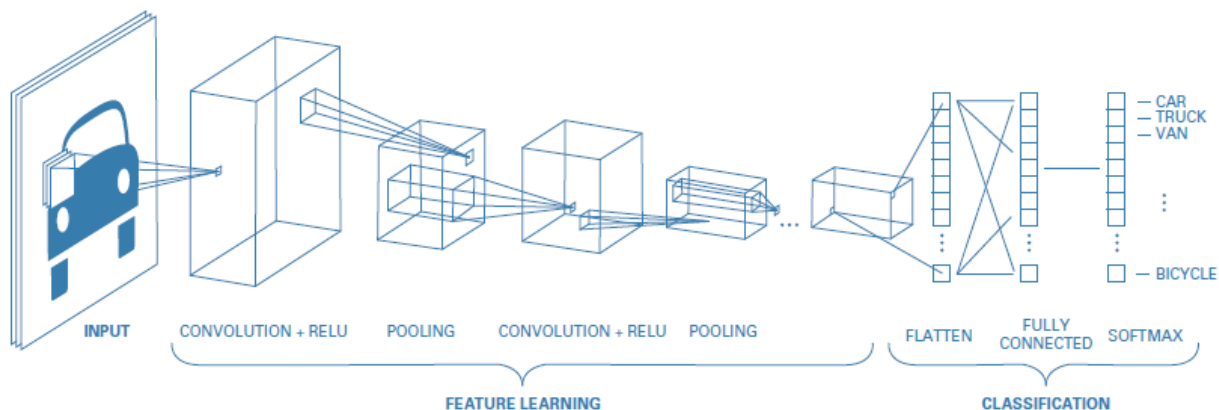 CAR
TRUCK
VAN
BICYCLE
INPUT
CONVOLUTION + RELU
POOLING
CONVOLUTION + RELU
POOLING
FLATTEN
FULLY
CONNECTED
SOFTMAX
FEATURE LEARNING
CLASSIFICATION